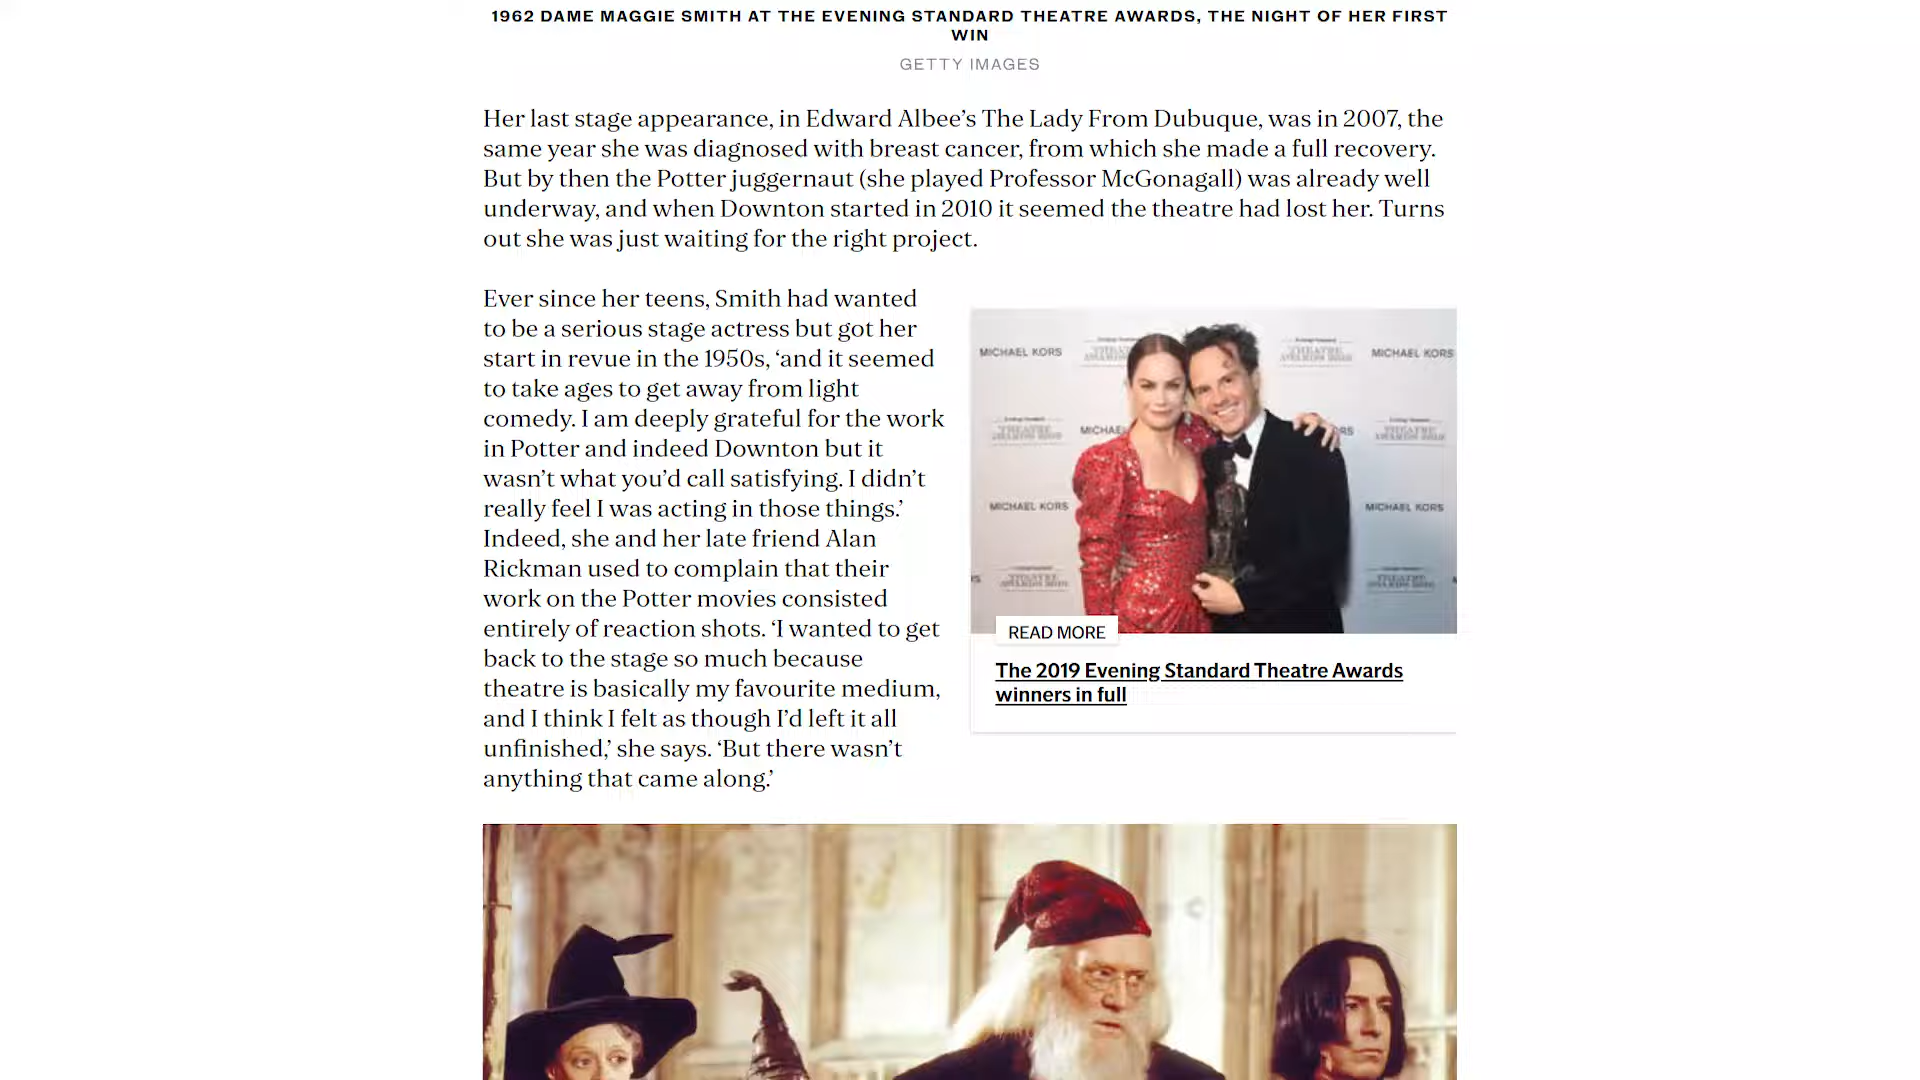 1962 DAME MAGGIE SMITH AT THE EVENING STANDARD THEATRE AWARDS, THE NIGHT OF HER FIRST
WIN
GETTY IMAGES
Her last stage appearance, in Edward Albee’s The Lady From Dubuque, was in 2007, the
same year she was diagnosed with breast cancer, from which she made a full recovery.
But by then the Potter juggernaut (she played Professor McGonagall) was already well
underway, and when Downton started in 2010 it seemed the theatre had lost her. Turns
out she was just waiting for the right project.
Ever since her teens, Smith had wanted
to be a serious stage actress but got her
start in revue in the 1950s, ‘and it seemed
to take ages to get away from light
comedy. I am deeply grateful for the work
in Potter and indeed Downton but it
wasn’t what you’d call satisfying. I didn’t
really feel I was acting in those things.’
Indeed, she and her late friend Alan
Rickman used to complain that their
work on the Potter movies consisted
entirely of reaction shots. ‘I wanted to get
back to the stage so much because
theatre is basically my favourite medium,
and I think I felt as though I’d left it all
unfinished,’ she says. ‘But there wasn’t
anything that came along.’
MICHAEL KORS
MICHAEL KORS
MICHAEL
RS
MICHAEL KORS
MICHAEL KORS
READ MORE
The 2019 Evening Standard Theatre Awards
winners in full